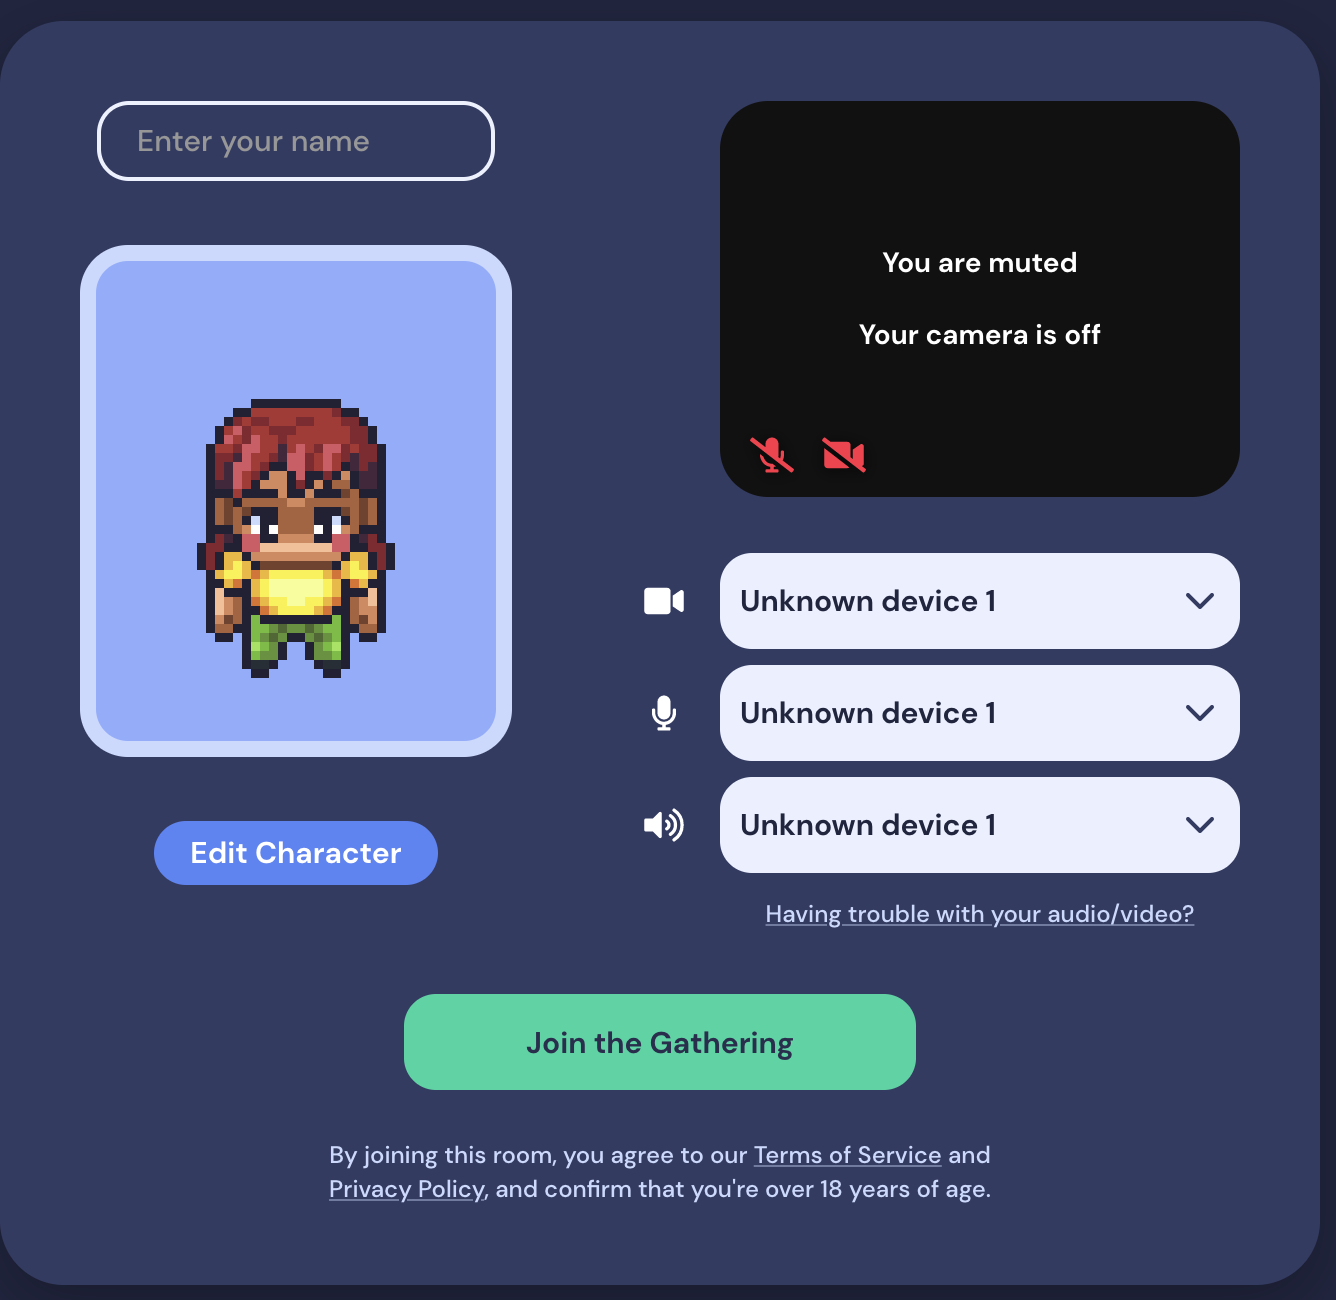 Enter your name
You are muted
Your camera is off
Unknown device 1
Unknown device 1
Unknown device 1
Edit Character
Having trouble with your audio/video?
Join the Gathering
By joining this room, you agree to our Terms of Service and
Privacy Policy, and confirm that you're over 18 years of age.